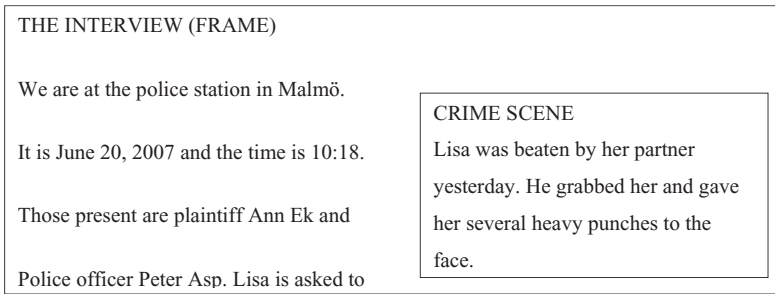 THE INTERVIEW (FRAME)
We are at the police station in Malmö.
It is June 20, 2007 and the time is 10:18.
Those present are plaintiff Ann Ek and
Police officer Peter Asp. Lisa is asked to
CRIME SCENE
Lisa was beaten by her partner
yesterday. He grabbed her and gave
her several heavy punches to the
face.